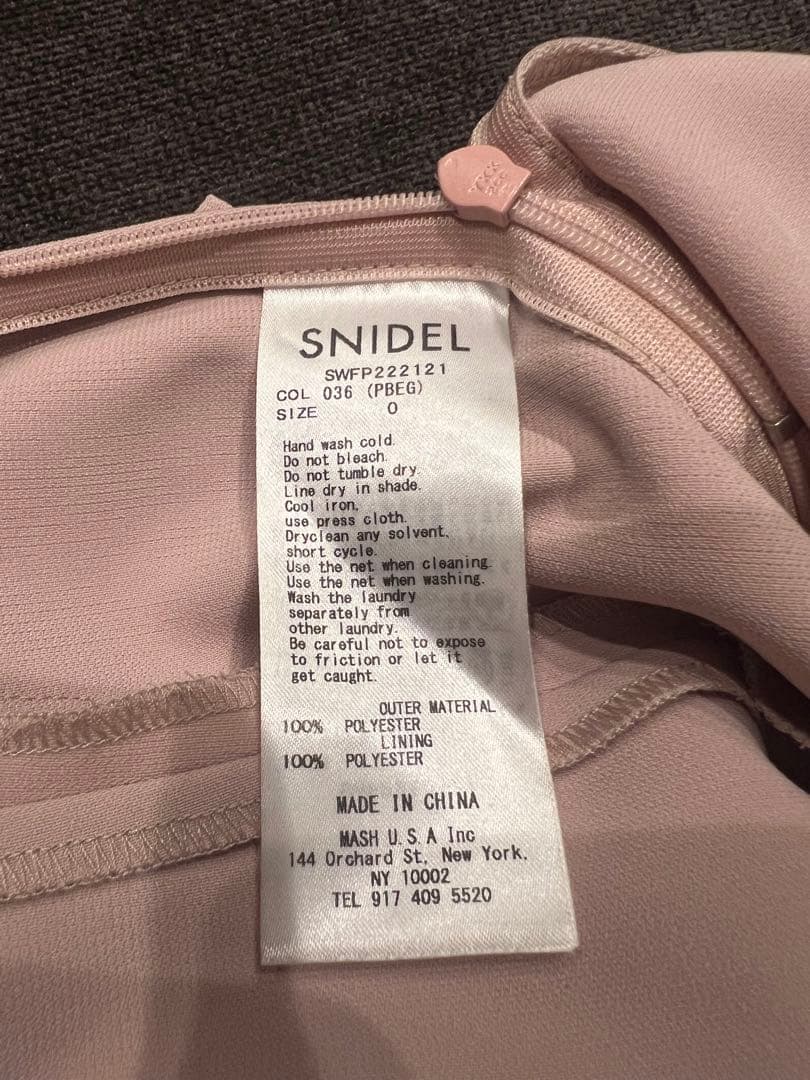 SNIDEL
SWFP222121
COL 036 (PBEG)
SIZE 0
Hand wash cold.
Do not bleach.
Do not tumble dry.
Line dry in shade.
Cool iron,
use press cloth.
Dryclean any solvent,
short cycle.
Use the net when cleaning.
Use the net when washing.
Wash the laundry
separately from
other laundry.
Be careful not to expose
to friction or let it
get caught.
OUTER MATERIAL
100% POLYESTER
LINING
100% POLYESTER
MADE IN CHINA
MASH U.S.A Inc
144 Orchard St, New York.
NY 10002
TEL 917 409 5520